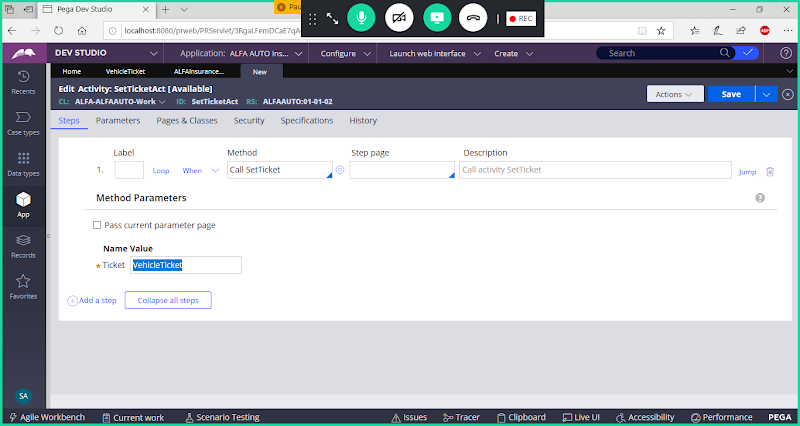 Pega Dev Studio
Pau
REC
localhost:8080/prweb/PRServlet/3RgaLFemDCaE7qA
DEV STUDIO
Application: ALFA AUTO Ins...
Configure
Launch web interface
Create
Search
Home
VehicleTicket
ALFAInsurance...
New
Recents
Edit Activity: SetTicketAct [Available]
CL: ALFA-ALFAAUTO-Work
ID: SetTicketAct
RS: ALFAAUTO:01-01-02
Actions
Save
Case types
Steps
Parameters
Pages & Classes
Security
Specifications
History
Data types
Label
Method
Step page
Description
1.
Loop
When
Call SetTicket
Call activity SetTicket
Jump
App
Method Parameters
?
Pass current parameter page
Records
Name Value
Ticket
VehicleTicket
Favorites
Add a step
Collapse all steps
SA
Agile Workbench
Current work
Scenario Testing
Issues
Tracer
Clipboard
Live UI
Accessibility
Performance
PEGA